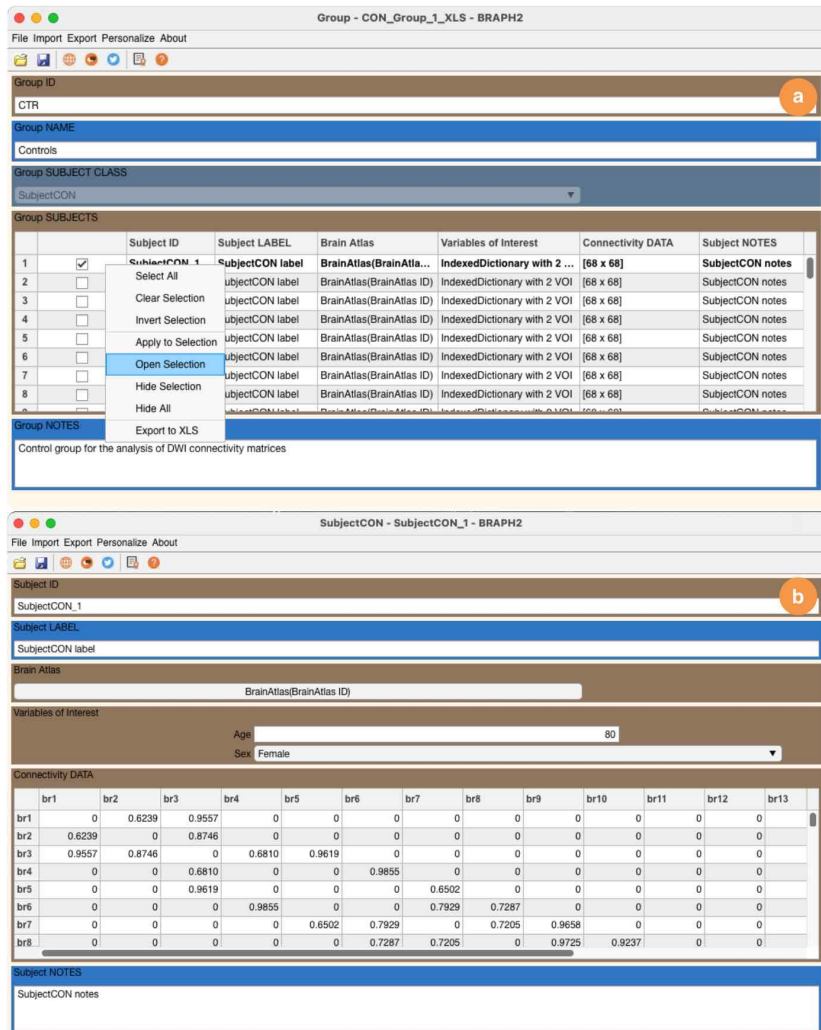 Group - CON_Group_1_XLS - BRAPH2
File Import Export Personalize About
Group ID
a
CTR
Group NAME
Controls
Group SUBJECT CLASS
SubjectCON
Group SUBJECTS
Subject ID Subject LABEL Brain Atlas Variables of Interest Connectivity DATA Subject NOTES
1 SubjectCON_1 SubjectCON label BrainAtlas(BrainAtla... IndexedDictionary with 2 ... [68 x 68] SubjectCON notes
Select All
2 ubjectCON label BrainAtlas(BrainAtlas ID) IndexedDictionary with 2 VOI [68 x 68] SubjectCON notes
Clear Selection
3 ubjectCON label BrainAtlas(BrainAtlas ID) IndexedDictionary with 2 VOI [68 x 68] SubjectCON notes
Invert Selection
4 ubjectCON label BrainAtlas(BrainAtlas ID) IndexedDictionary with 2 VOI [68 x 68] SubjectCON notes
Apply to Selection
5 ubjectCON label BrainAtlas(BrainAtlas ID) IndexedDictionary with 2 VOI [68 x 68] SubjectCON notes
Open Selection
6 ubjectCON label BrainAtlas(BrainAtlas ID) IndexedDictionary with 2 VOI [68 x 68] SubjectCON notes
7 ubjectCON label BrainAtlas(BrainAtlas ID) IndexedDictionary with 2 VOI [68 x 68] SubjectCON notes
Hide Selection
8 ubjectCON label BrainAtlas(BrainAtlas ID) IndexedDictionary with 2 VOI [68 x 68] SubjectCON notes
Hide All
Group NOTES
Export to XLS
Control group for the analysis of DWI connectivity matrices
SubjectCON - SubjectCON_1 - BRAPH2
File Import Export Personalize About
Subject ID
b
SubjectCON_1
Subject LABEL
SubjectCON label
Brain Atlas
BrainAtlas(BrainAtlas ID)
Variables of Interest
Age 80
Sex Female
Connectivity DATA
br1 br2 br3 br4 br5 br6 br7 br8 br9 br10 br11 br12 br13
br1 0 0.6239 0.9557 0 0 0 0 0 0 0 0 0
br2 0.6239 0 0.8746 0 0 0 0 0 0 0 0 0
br3 0.9557 0.8746 0 0.6810 0.9619 0 0 0 0 0 0 0
br4 0 0 0.6810 0 0 0.9855 0 0 0 0 0 0
br5 0 0 0.9619 0 0 0 0.6502 0 0 0 0 0
br6 0 0 0 0.9855 0 0 0.7929 0.7287 0 0 0 0
br7 0 0 0 0 0.6502 0.7929 0 0.7205 0.9658 0 0 0
br8 0 0 0 0 0 0.7287 0.7205 0 0.9725 0.9237 0 0
Subject NOTES
SubjectCON notes